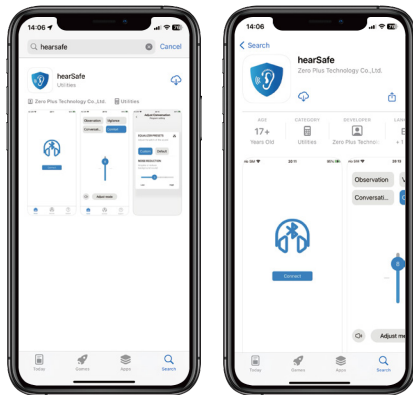 14:06
hearsafe
Cancel
hearSafe
Utilities
Zero Plus Technology Co.,Ltd.
Utilities
Observation
Connect
Adjust mode
Today
Games
Apps
Search
14:06
Search
hearSafe
Zero Plus Technology Co.,Ltd.
AGE
CATEGORY
DEVELOPER
17+
Years Old
Utilities
Zero Plus Technol
Observation
Conversati...
Connect
8
Adjust me
Today
Games
Apps
Search